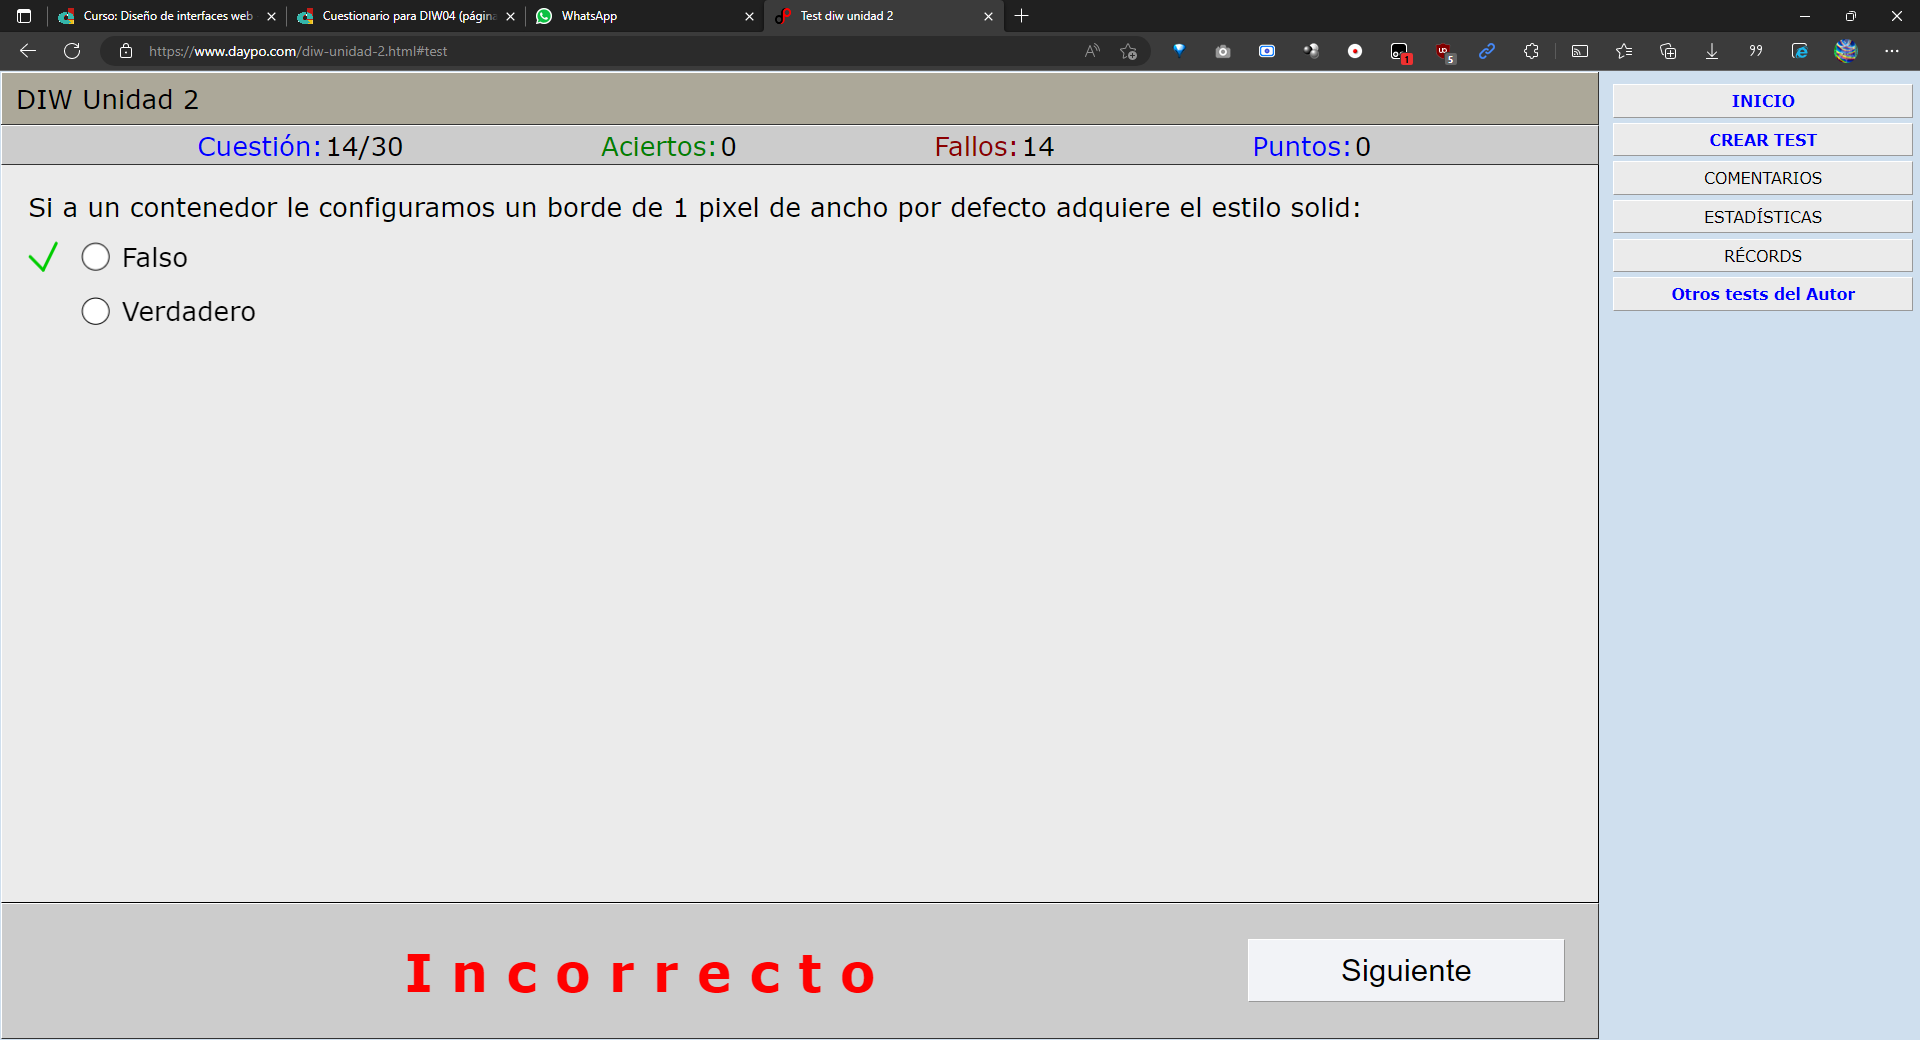 Curso: Diseño de interfaces web
Cuestionario para DIW04 (página
WhatsApp
Test diw unidad 2
https://www.daypo.com/diw-unidad-2.html#test
1
5
DIW Unidad 2
Cuestión: 14/30 Aciertos: 0 Fallos: 14 Puntos: 0
Si a un contenedor le configuramos un borde de 1 pixel de ancho por defecto adquiere el estilo solid:
Falso
Verdadero
Incorrecto
Siguiente
INICIO
CREAR TEST
COMENTARIOS
ESTADÍSTICAS
RÉCORDS
Otros tests del Autor